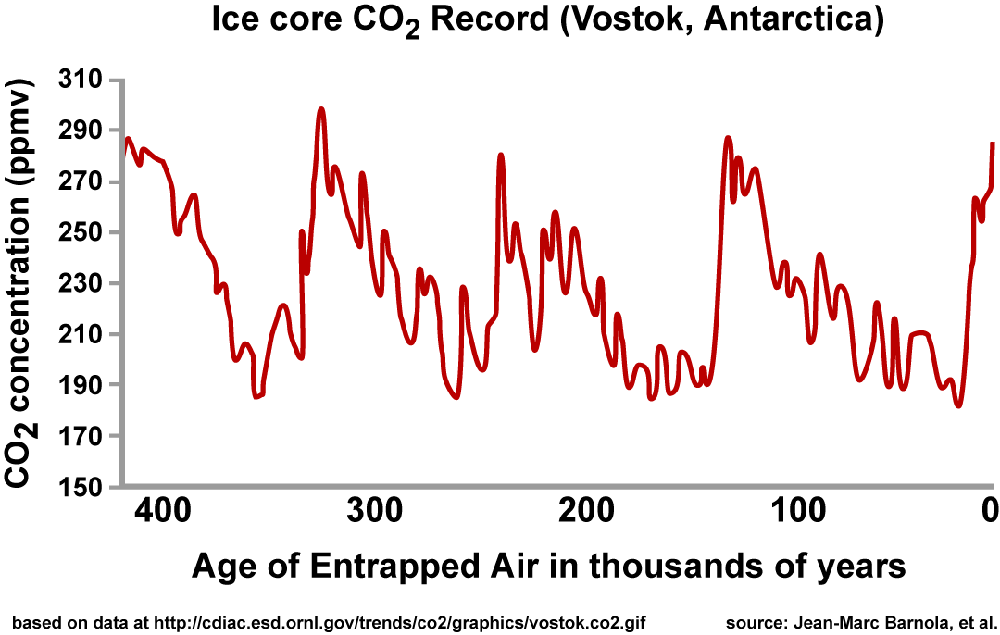 Ice core CO2 Record (Vostok, Antarctica)
CO2 concentration (ppmv)
310
290
270
250
230
210
190
170
150
400 300 200 100 0
Age of Entrapped Air in thousands of years
based on data at http://cdiac.esd.ornl.gov/trends/co2/graphics/vostok.co2.gif source: Jean-Marc Barnola, et al.